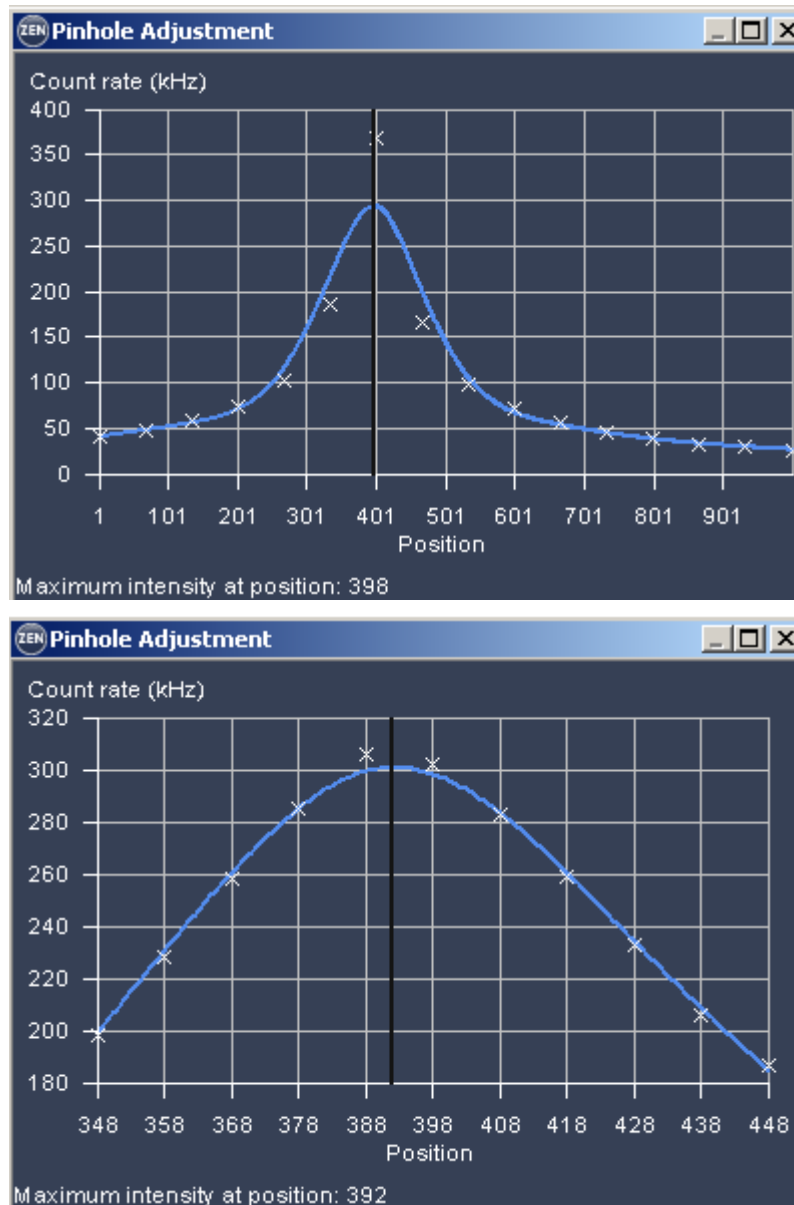 ZEN Pinhole Adjustment
Count rate (kHz)
400
350
300
250
200
150
100
50
0
1 101 201 301 401 501 601 701 801 901
Position
Maximum intensity at position: 398
ZEN Pinhole Adjustment
Count rate (kHz)
320
300
280
260
240
220
200
180
348 358 368 378 388 398 408 418 428 438 448
Position
Maximum intensity at position: 392